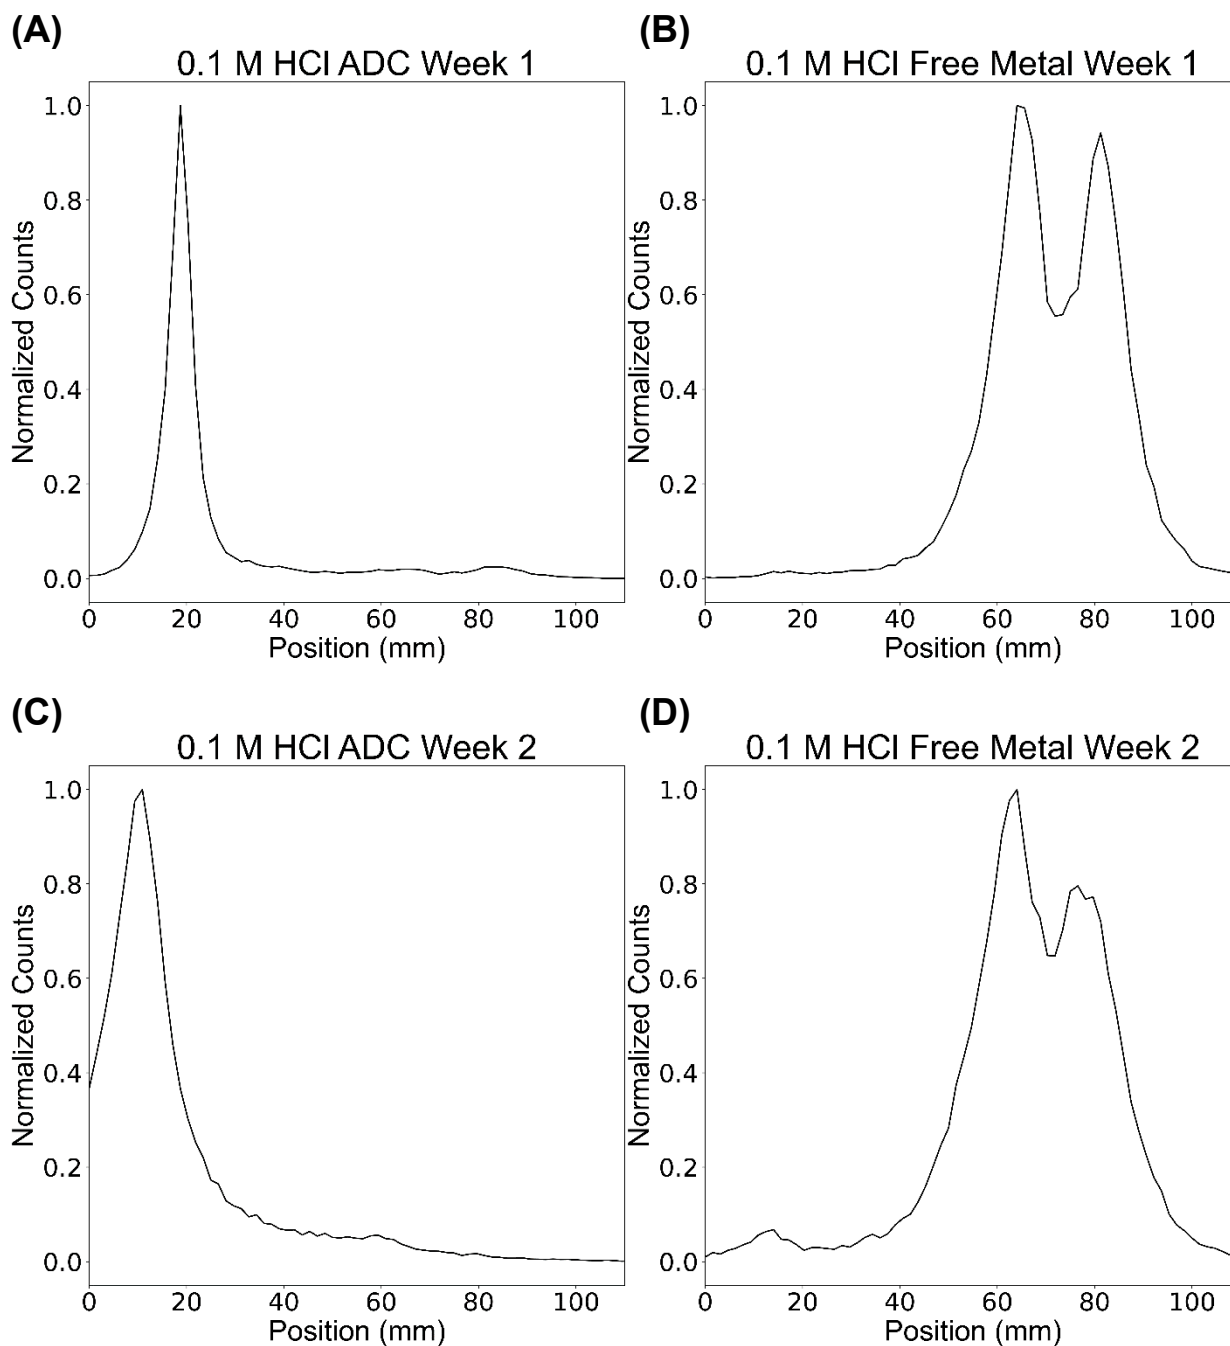 (A)
0.1 M HCl ADC Week 1
Normalized Counts
1.0
0.8
0.6
0.4
0.2
0.0
0 20 40 60 80 100
Position (mm)
(B)
0.1 M HCl Free Metal Week 1
Normalized Counts
1.0
0.8
0.6
0.4
0.2
0.0
0 20 40 60 80 100
Position (mm)
(C)
0.1 M HCl ADC Week 2
Normalized Counts
1.0
0.8
0.6
0.4
0.2
0.0
0 20 40 60 80 100
Position (mm)
(D)
0.1 M HCl Free Metal Week 2
Normalized Counts
1.0
0.8
0.6
0.4
0.2
0.0
0 20 40 60 80 100
Position (mm)